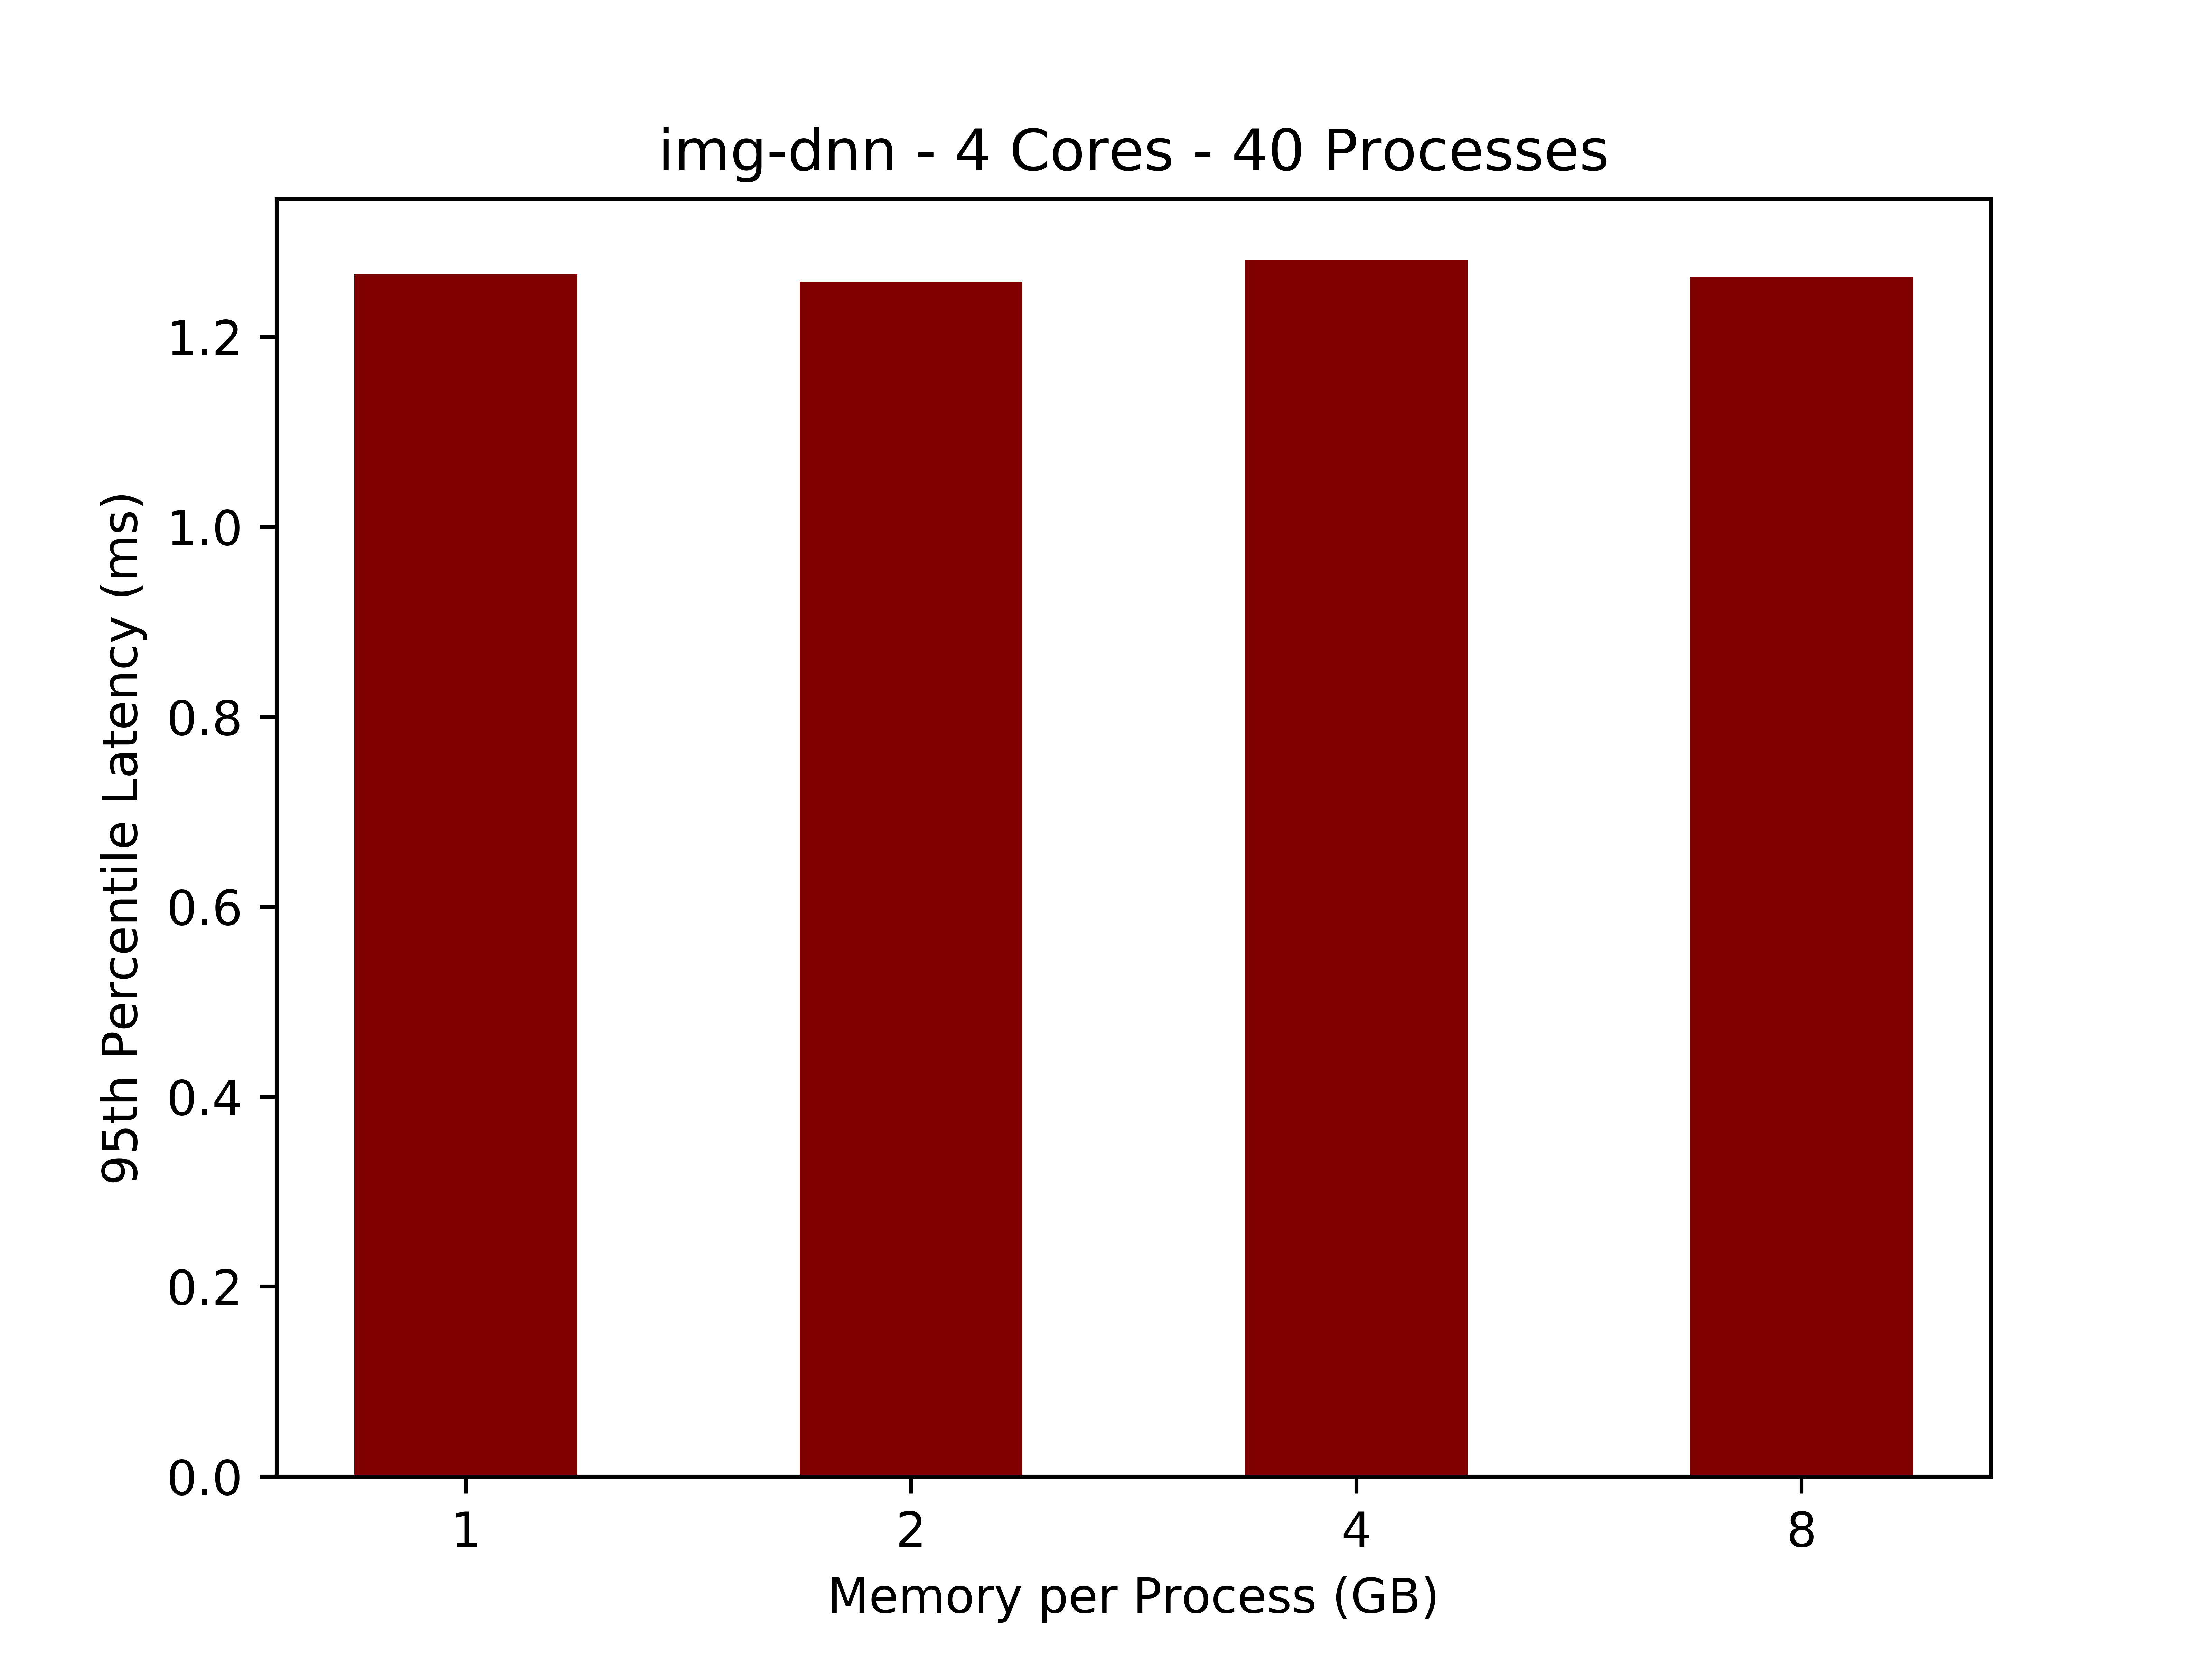 img-dnn - 4 Cores - 40 Processes
95th Percentile Latency (ms)
1.2
1.0
0.8
0.6
0.4
0.2
0.0
1 2 4 8
Memory per Process (GB)